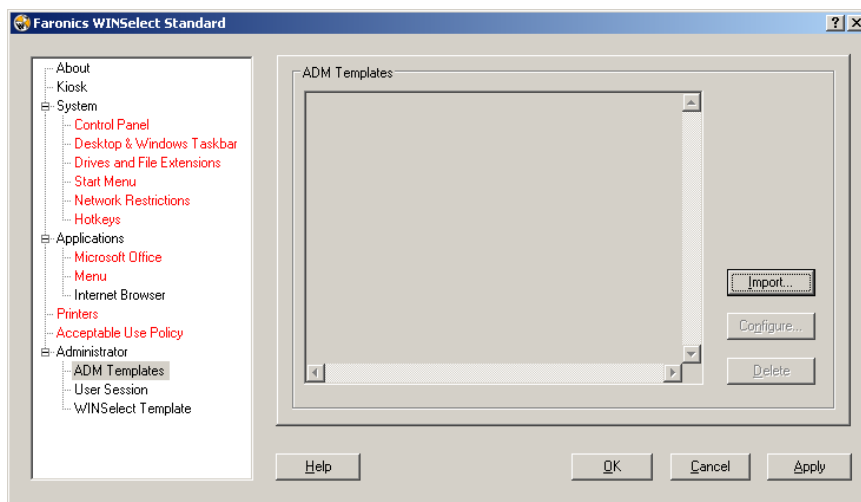 Faronics WINSelect Standard
About
Kiosk
System
Control Panel
Desktop & Windows Taskbar
Drives and File Extensions
Start Menu
Network Restrictions
Hotkeys
Applications
Microsoft Office
Menu
Internet Browser
Printers
Acceptable Use Policy
Administrator
ADM Templates
User Session
WINSelect Template
ADM Templates
Import...
Configure...
Delete
Help
OK
Cancel
Apply